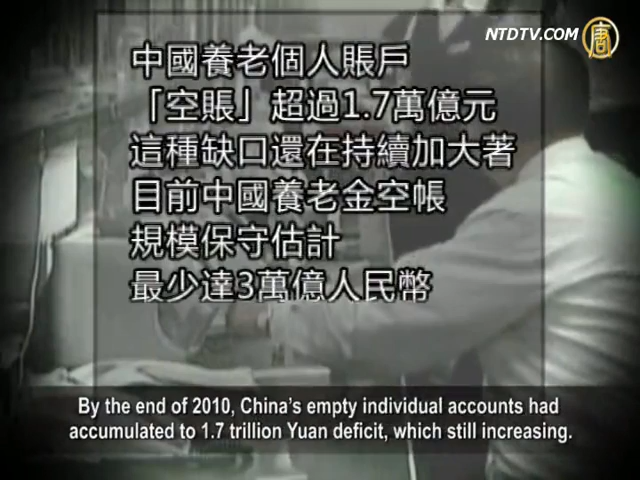 NTDTV.COM
唐
中國養老個人賬戶
「空賬」超過1.7萬億元
這種缺口還在持續加大著
目前中國養老金空帳
規模保守估計
最少達3萬億人民幣
By the end of 2010, China's empty individual accounts had
accumulated to 1.7 trillion Yuan deficit, which still increasing.